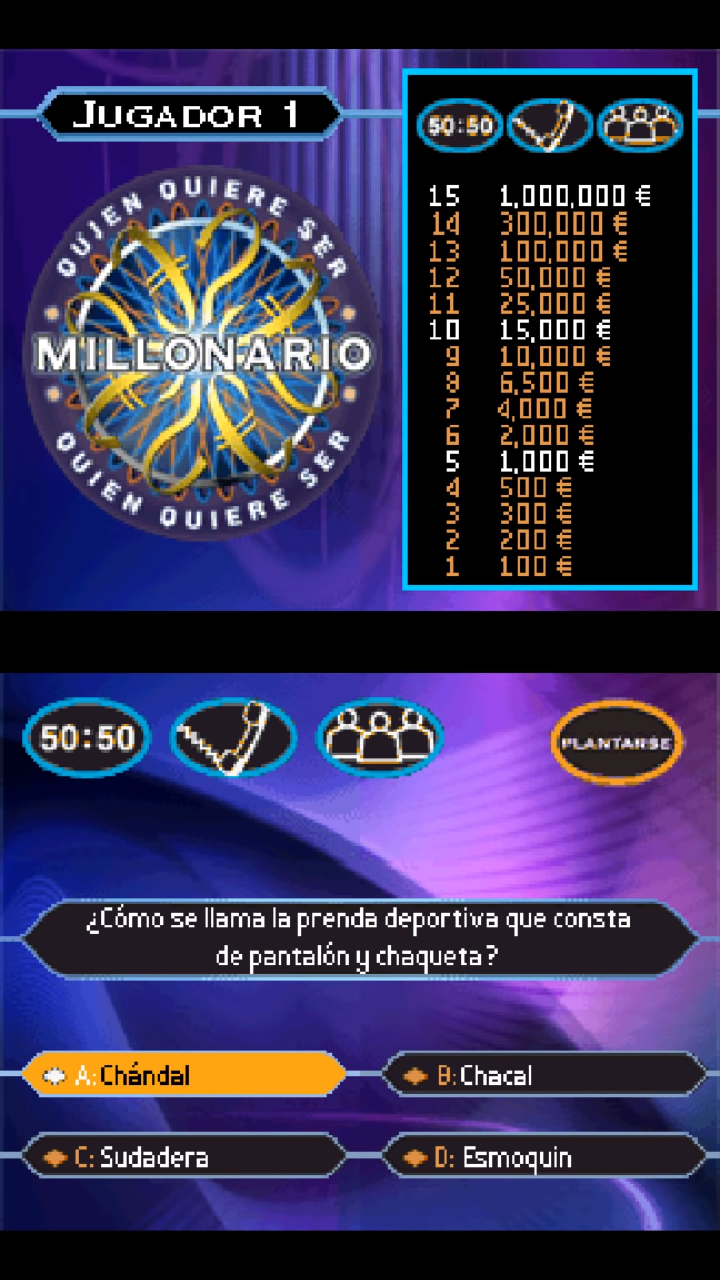 JUGADOR 1
QUIEN QUIERE SER
MILLONARIO
QUIEN QUIERE SER
50:50
15 1,000,000 €
14 300,000 €
13 100,000 €
12 50,000 €
11 25,000 €
10 15,000 €
9 10,000 €
8 6,500 €
7 4,000 €
6 2,000 €
5 1,000 €
4 500 €
3 300 €
2 200 €
1 100 €
50:50
PLANTARSE
¿Cómo se llama la prenda deportiva que consta
de pantalón y chaqueta?
A: Chándal
B: Chacal
C: Sudadera
D: Esmoquin